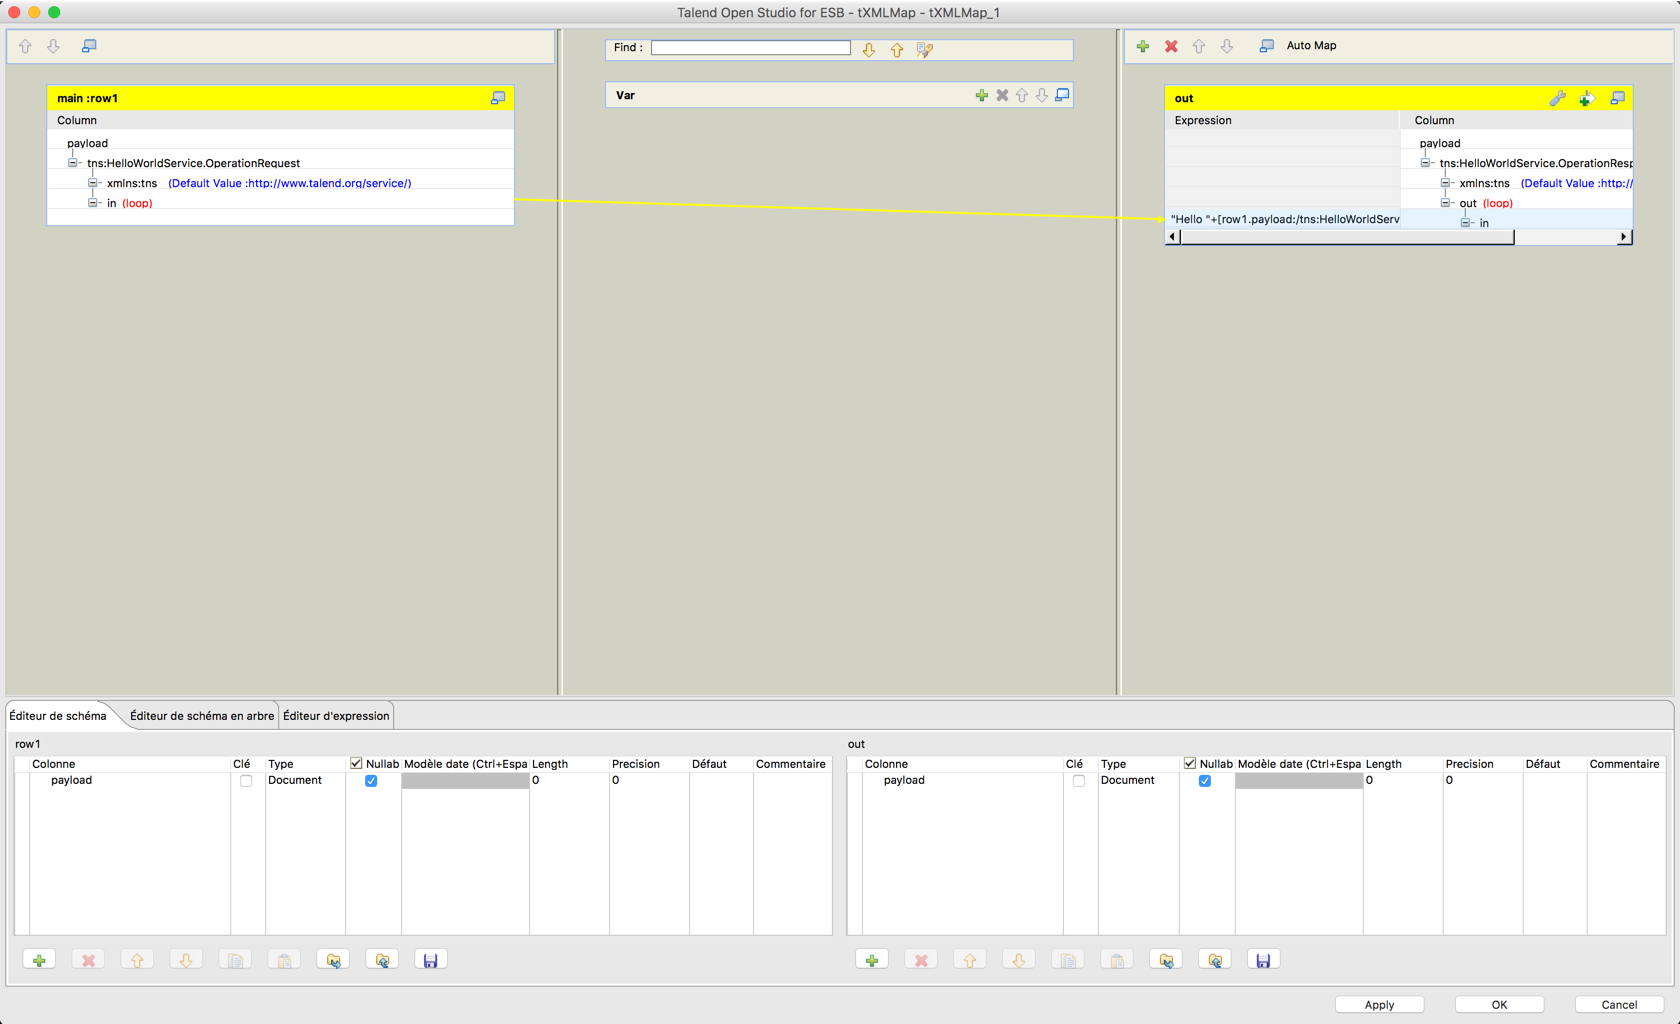 Talend Open Studio for ESB - tXMLMap - tXMLMap_1
Find :
Auto Map
main :row1
Column
payload
tns:HelloWorldService.OperationRequest
xmlns:tns (Default Value :http://www.talend.org/service/)
in (loop)
Var
out
Expression Column
payload
tns:HelloWorldService.OperationResp
xmlns:tns (Default Value :http://
out (loop)
"Hello "+[row1.payload:/tns:HelloWorldServ in
Éditeur de schéma Éditeur de schéma en arbre Éditeur d'expression
row1
Colonne Clé Type Nullab Modèle date (Ctrl+Espa Length Precision Défaut Commentaire
payload Document 0 0
out
Colonne Clé Type Nullab Modèle date (Ctrl+Espa Length Precision Défaut Commentaire
payload Document 0 0
Apply OK Cancel